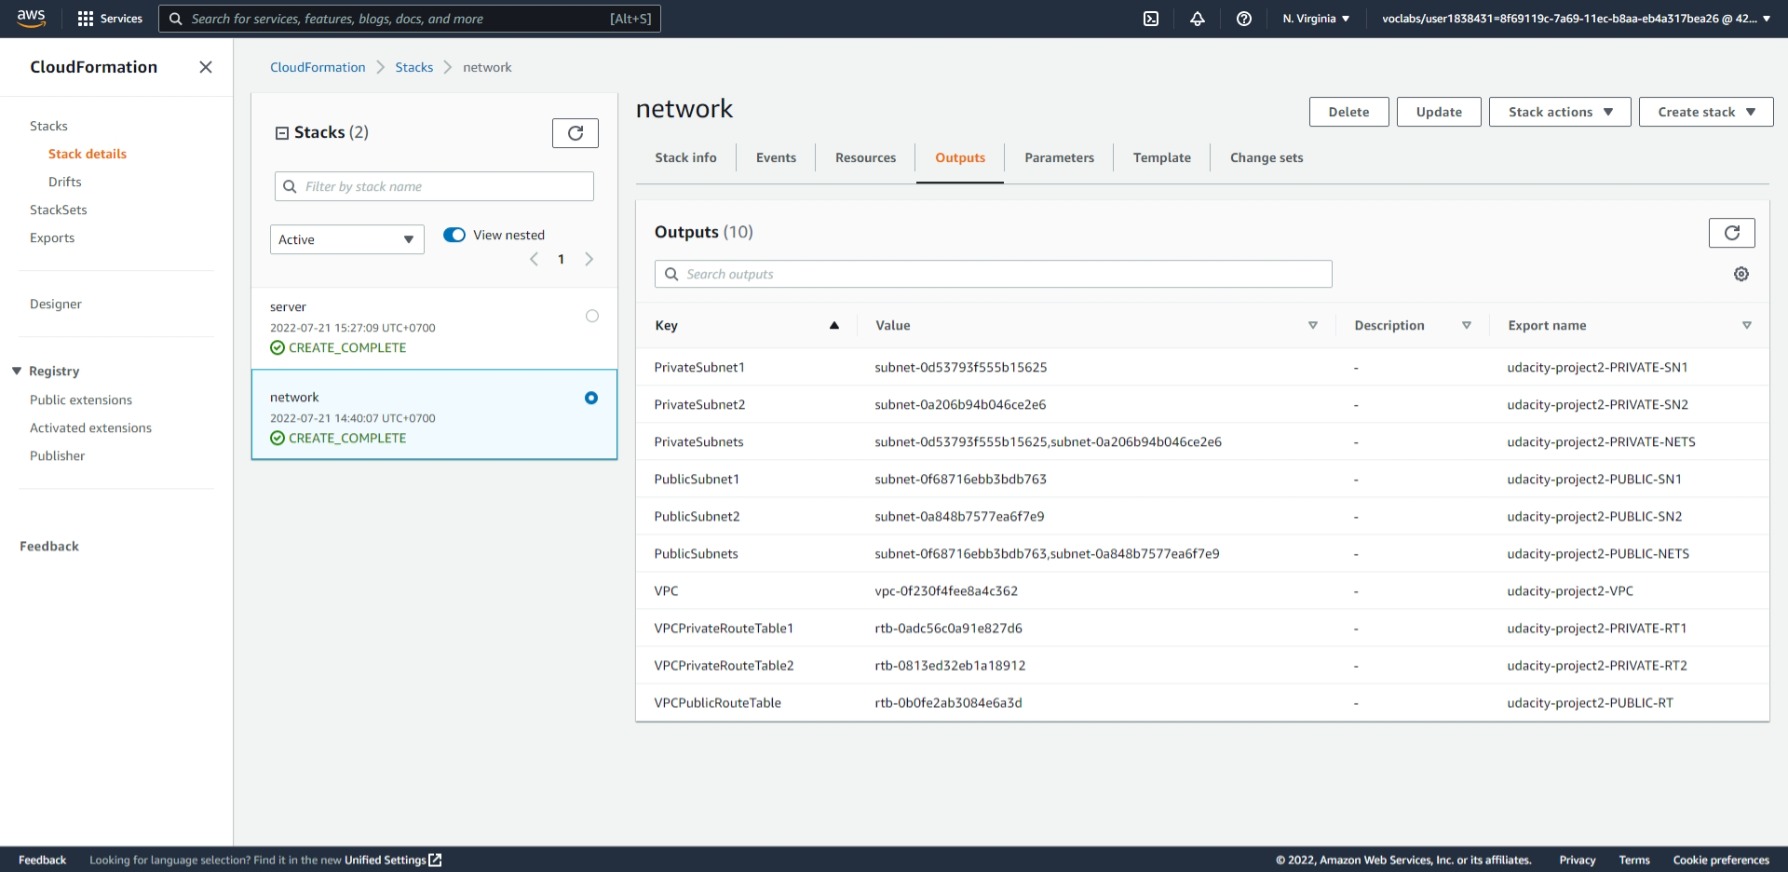 aws
Services
Search for services, features, blogs, docs, and more [Alt+S]
N. Virginia
voclabs/user1838431=8f69119c-7a69-11ec-b8aa-eb4a317bea26 @ 42...
CloudFormation
Stacks
Stack details
Drifts
StackSets
Exports
Designer
Registry
Public extensions
Activated extensions
Publisher
Feedback
CloudFormation Stacks network
Stacks (2)
Filter by stack name
Active
View nested
1
server
2022-07-21 15:27:09 UTC+0700
CREATE_COMPLETE
network
2022-07-21 14:40:07 UTC+0700
CREATE_COMPLETE
network
Delete Update Stack actions Create stack
Stack info Events Resources Outputs Parameters Template Change sets
Outputs (10)
Search outputs
Key Value Description Export name
PrivateSubnet1 subnet-0d53793f555b15625 - udacity-project2-PRIVATE-SN1
PrivateSubnet2 subnet-0a206b94b046ce2e6 - udacity-project2-PRIVATE-SN2
PrivateSubnets subnet-0d53793f555b15625,subnet-0a206b94b046ce2e6 - udacity-project2-PRIVATE-NETS
PublicSubnet1 subnet-0f68716ebb3bdb763 - udacity-project2-PUBLIC-SN1
PublicSubnet2 subnet-0a848b7577ea6f7e9 - udacity-project2-PUBLIC-SN2
PublicSubnets subnet-0f68716ebb3bdb763,subnet-0a848b7577ea6f7e9 - udacity-project2-PUBLIC-NETS
VPC vpc-0f230f4fee8a4c362 - udacity-project2-VPC
VPCPrivateRouteTable1 rtb-0adc56c0a91e827d6 - udacity-project2-PRIVATE-RT1
VPCPrivateRouteTable2 rtb-0813ed32eb1a18912 - udacity-project2-PRIVATE-RT2
VPCPublicRouteTable rtb-0b0fe2ab3084e6a3d - udacity-project2-PUBLIC-RT
Feedback Looking for language selection? Find it in the new Unified Settings
© 2022, Amazon Web Services, Inc. or its affiliates. Privacy Terms Cookie preferences